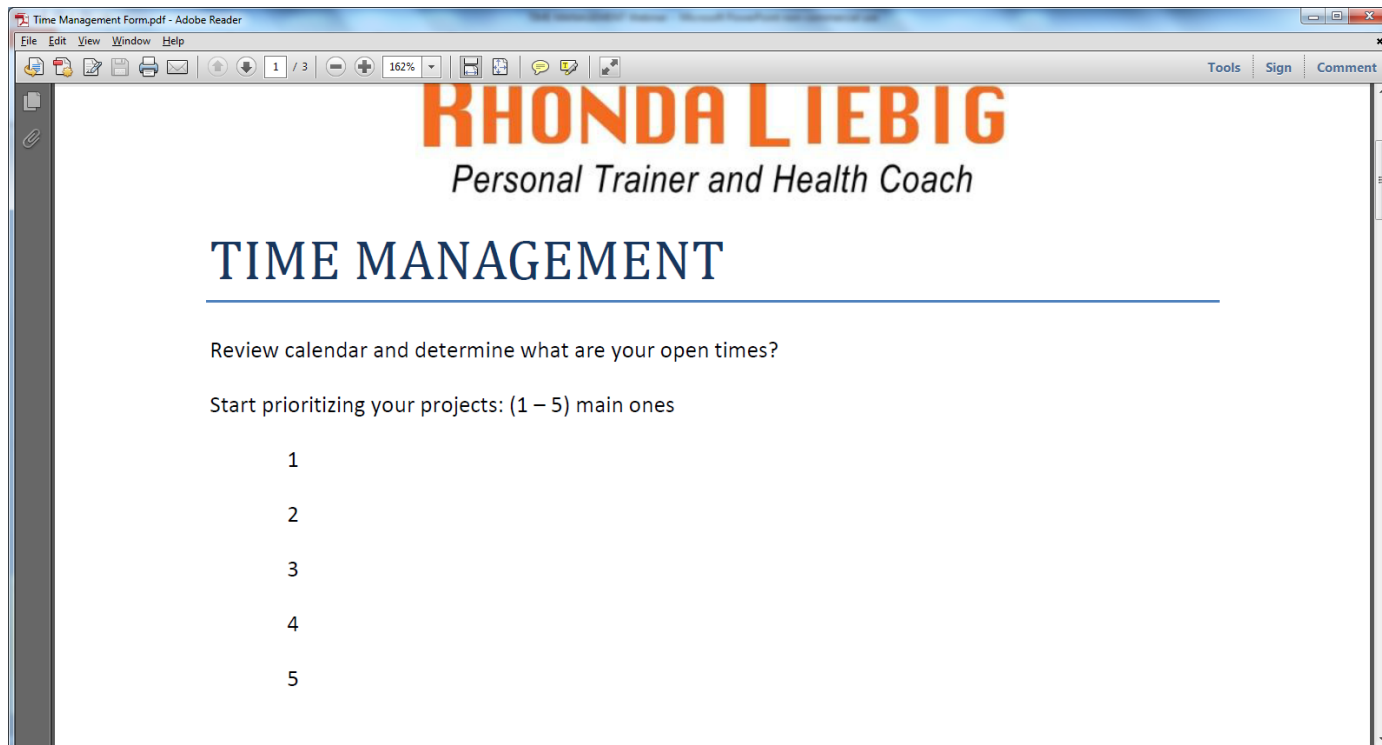 Time Management Form.pdf - Adobe Reader
File Edit View Window Help
1 / 3 162% Tools Sign Comment
RHONDA LIEBIG
Personal Trainer and Health Coach
TIME MANAGEMENT
Review calendar and determine what are your open times?
Start prioritizing your projects: (1 – 5) main ones
1
2
3
4
5